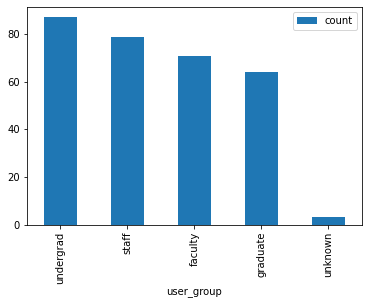 count
80
60
40
20
0
undergrad
staff
faculty
graduate
unknown
user_group